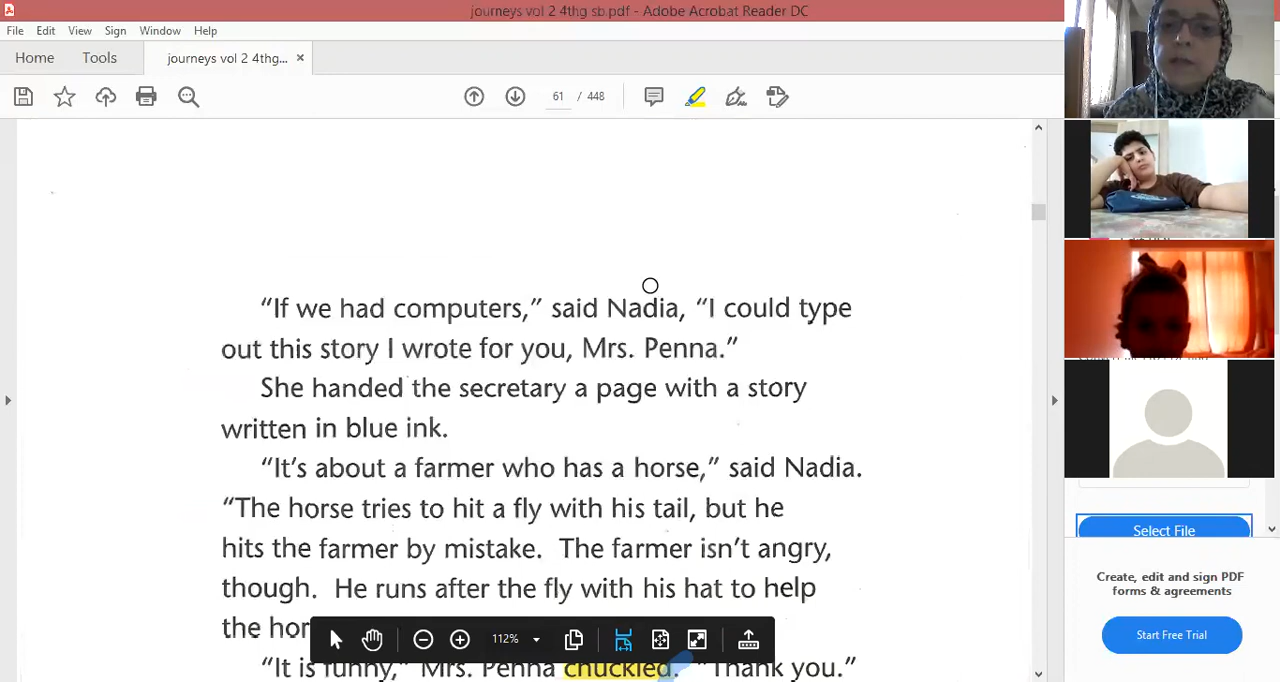 journeys vol 2 4thg sb.pdf - Adobe Acrobat Reader DC
File Edit View Sign Window Help
Home Tools journeys vol 2 4thg... ×
61 / 448
“If we had computers,” said Nadia, “I could type
out this story I wrote for you, Mrs. Penna.”
She handed the secretary a page with a story
written in blue ink.
“It’s about a farmer who has a horse,” said Nadia.
“The horse tries to hit a fly with his tail, but he
hits the farmer by mistake. The farmer isn’t angry,
though. He runs after the fly with his hat to help
the
112%
“It is funny,” Mrs. Penna chuckled. “Thank you.”
Select File
Create, edit and sign PDF
forms & agreements
Start Free Trial